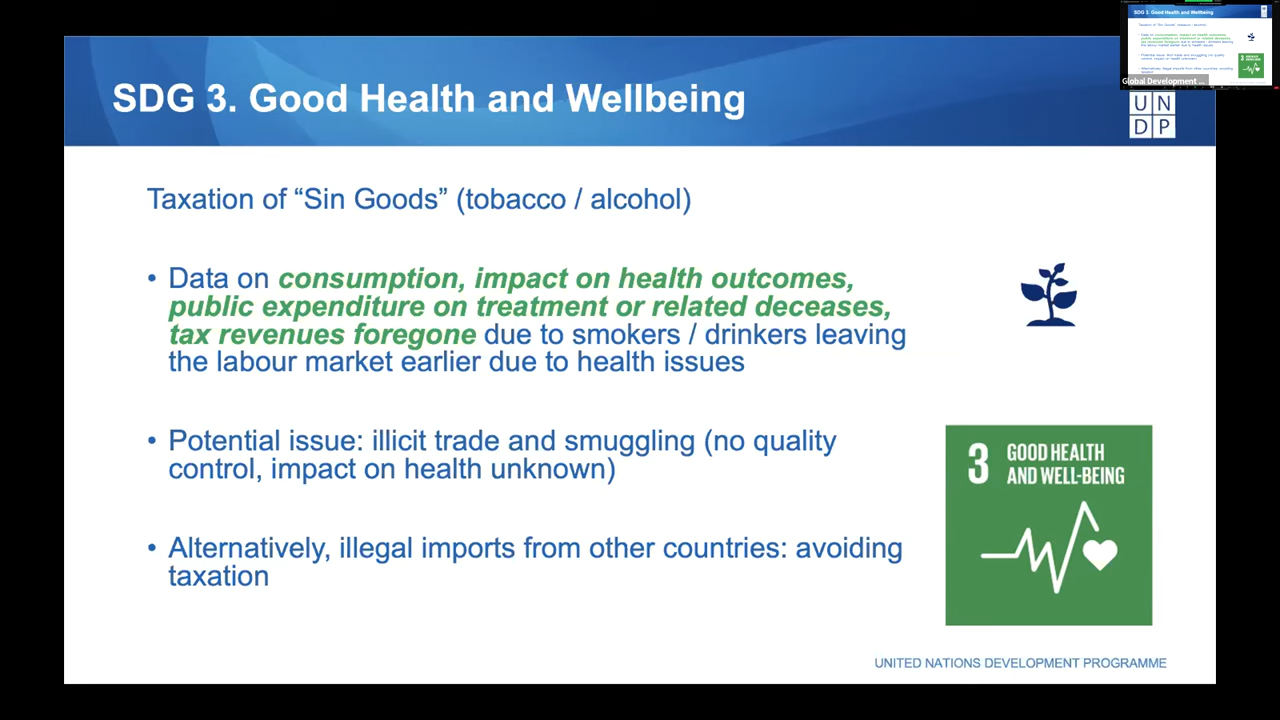 SDG 3. Good Health and Wellbeing
UN
DP
Taxation of “Sin Goods” (tobacco / alcohol)
• Data on consumption, impact on health outcomes,
public expenditure on treatment or related deceases,
tax revenues foregone due to smokers / drinkers leaving
the labour market earlier due to health issues
• Potential issue: illicit trade and smuggling (no quality
control, impact on health unknown)
• Alternatively, illegal imports from other countries: avoiding
taxation
3 GOOD HEALTH
AND WELL-BEING
UNITED NATIONS DEVELOPMENT PROGRAMME
SDG 3. Good Health and Wellbeing
Global Development ...